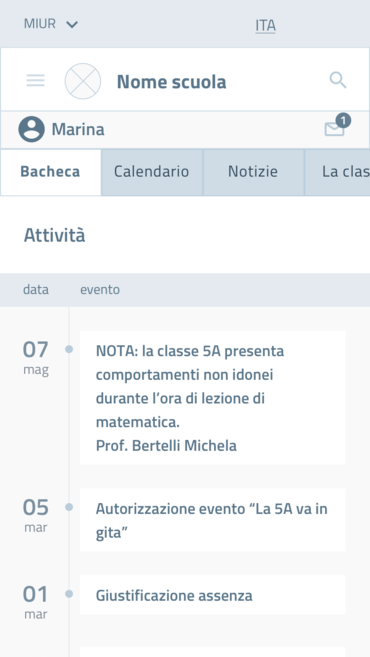 MIUR
ITA
Nome scuola
Marina
1
Bacheca
Calendario
Notizie
La clas
Attività
data evento
07 mag
NOTA: la classe 5A presenta
comportamenti non idonei
durante l’ora di lezione di
matematica.
Prof. Bertelli Michela
05 mar
Autorizzazione evento “La 5A va in
gita”
01 mar
Giustificazione assenza